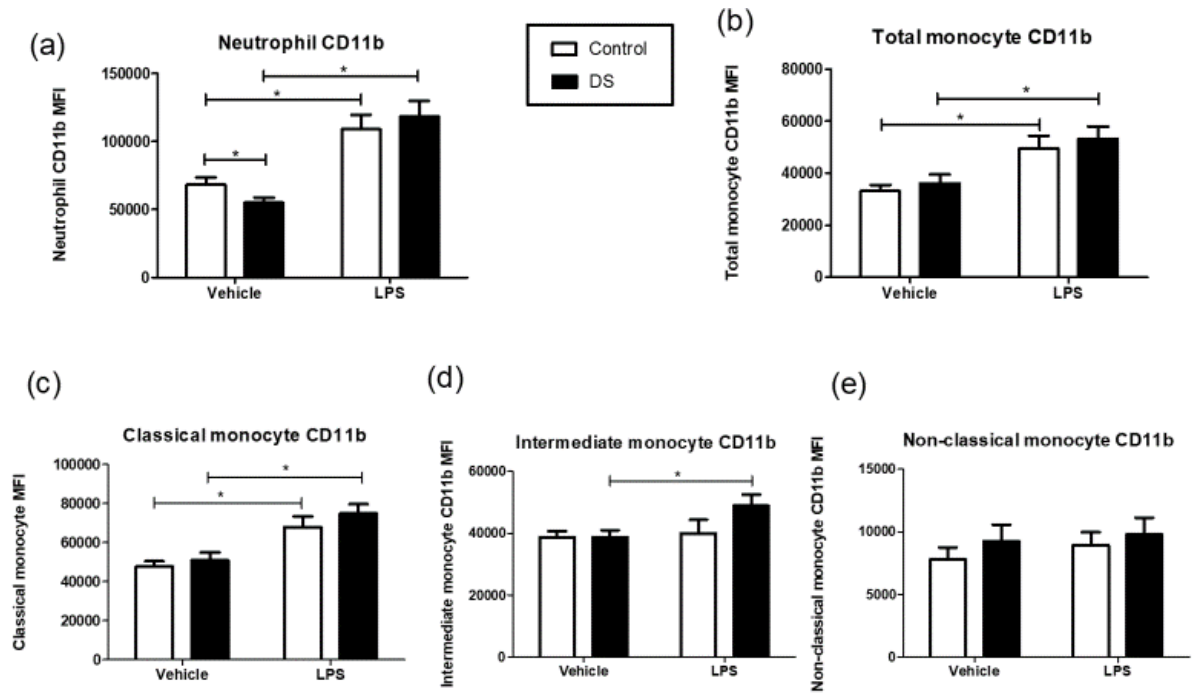 (a)
Neutrophil CD11b
Neutrophil CD11b MFI
150000
100000
50000
0
*
*
*
Vehicle
LPS
Control
DS
(b)
Total monocyte CD11b
Total monocyte CD11b MFI
80000
60000
40000
20000
0
*
*
Vehicle
LPS
(c)
Classical monocyte CD11b
Classical monocyte MFI
100000
80000
60000
40000
20000
0
*
*
Vehicle
LPS
(d)
Intermediate monocyte CD11b
Intermediate monocyte CD11b MFI
60000
40000
20000
0
*
Vehicle
LPS
(e)
Non-classical monocyte CD11b
Non-classical monocyte CD11b MFI
15000
10000
5000
0
Vehicle
LPS